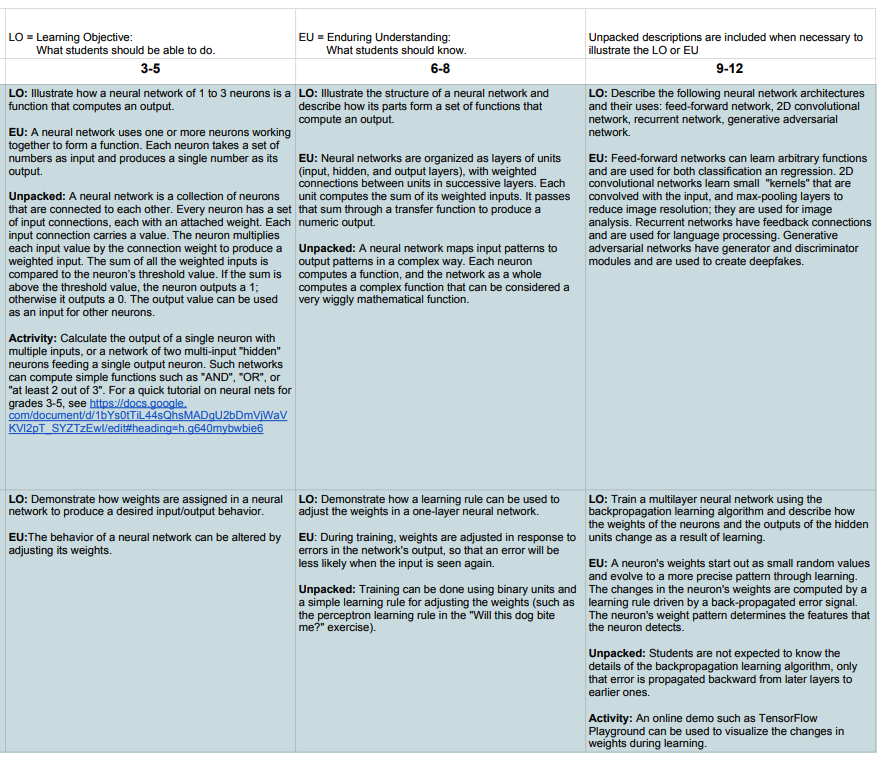 LO = Learning Objective:
What students should be able to do.
EU = Enduring Understanding:
What students should know.
Unpacked descriptions are included when necessary to
illustrate the LO or EU
3-5
6-8
9-12
LO: Illustrate how a neural network of 1 to 3 neurons is a
function that computes an output.
EU: A neural network uses one or more neurons working
together to form a function. Each neuron takes a set of
numbers as input and produces a single number as its
output.
Unpacked: A neural network is a collection of neurons
that are connected to each other. Every neuron has a set
of input connections, each with an attached weight. Each
input connection carries a value. The neuron multiplies
each input value by the connection weight to produce a
weighted input. The sum of all the weighted inputs is
compared to the neuron's threshold value. If the sum is
above the threshold value, the neuron outputs a 1;
otherwise it outputs a 0. The output value can be used
as an input for other neurons.
Actrivity: Calculate the output of a single neuron with
multiple inputs, or a network of two multi-input "hidden"
neurons feeding a single output neuron. Such networks
can compute simple functions such as "AND", "OR", or
"at least 2 out of 3". For a quick tutorial on neural nets for
grades 3-5, see https://docs.google.
com/document/d/1bYs0tTiL44sQhsMADgU2bDmVjWaV
KVl2pT_SYZTzEwI/edit#heading=h.g640mybwbie6
LO: Illustrate the structure of a neural network and
describe how its parts form a set of functions that
compute an output.
EU: Neural networks are organized as layers of units
(input, hidden, and output layers), with weighted
connections between units in successive layers. Each
unit computes the sum of its weighted inputs. It passes
that sum through a transfer function to produce a
numeric output.
Unpacked: A neural network maps input patterns to
output patterns in a complex way. Each neuron
computes a function, and the network as a whole
computes a complex function that can be considered a
very wiggly mathematical function.
LO: Describe the following neural network architectures
and their uses: feed-forward network, 2D convolutional
network, recurrent network, generative adversarial
network.
EU: Feed-forward networks can learn arbitrary functions
and are used for both classification an regression. 2D
convolutional networks learn small "kernels" that are
convolved with the input, and max-pooling layers to
reduce image resolution; they are used for image
analysis. Recurrent networks have feedback connections
and are used for language processing. Generative
adversarial networks have generator and discriminator
modules and are used to create deepfakes.
LO: Demonstrate how weights are assigned in a neural
network to produce a desired input/output behavior.
EU:The behavior of a neural network can be altered by
adjusting its weights.
LO: Demonstrate how a learning rule can be used to
adjust the weights in a one-layer neural network.
EU: During training, weights are adjusted in response to
errors in the network's output, so that an error will be
less likely when the input is seen again.
Unpacked: Training can be done using binary units and
a simple learning rule for adjusting the weights (such as
the perceptron learning rule in the "Will this dog bite
me?" exercise).
LO: Train a multilayer neural network using the
backpropagation learning algorithm and describe how
the weights of the neurons and the outputs of the hidden
units change as a result of learning.
EU: A neuron's weights start out as small random values
and evolve to a more precise pattern through learning.
The changes in the neuron's weights are computed by a
learning rule driven by a back-propagated error signal.
The neuron's weight pattern determines the features that
the neuron detects.
Unpacked: Students are not expected to know the
details of the backpropagation learning algorithm, only
that error is propagated backward from later layers to
earlier ones.
Activity: An online demo such as TensorFlow
Playground can be used to visualize the changes in
weights during learning.